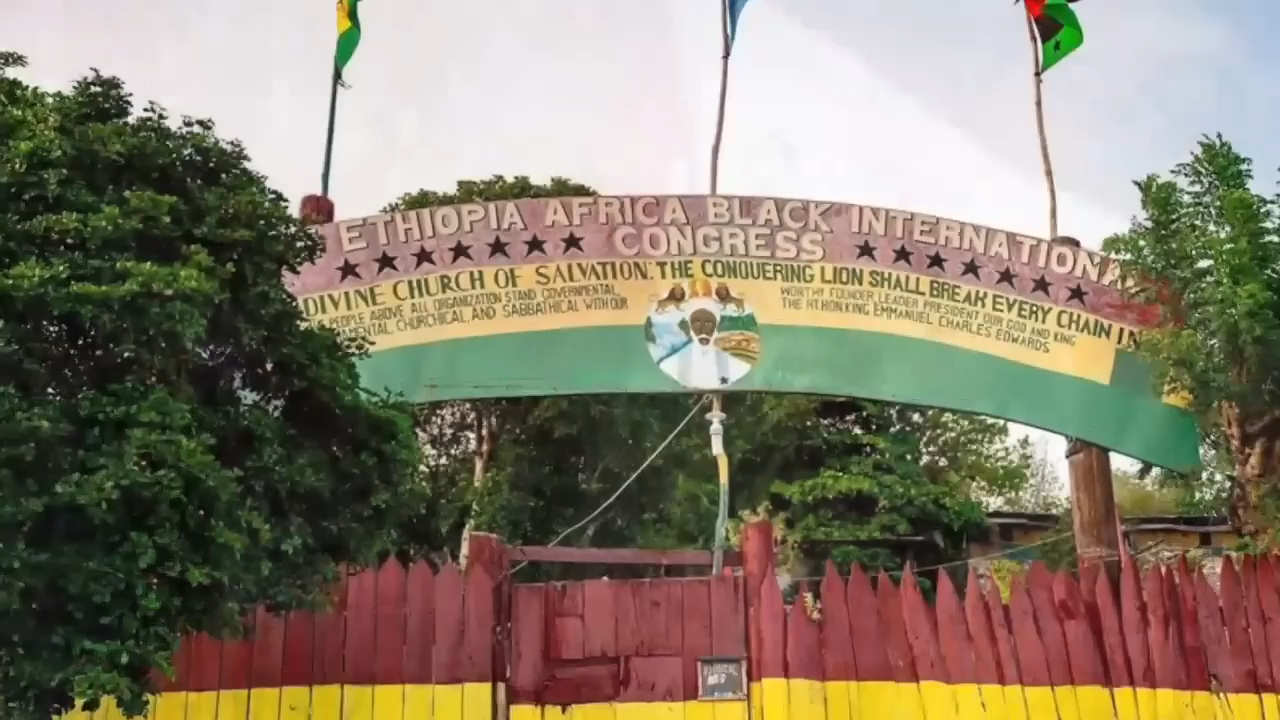 ETHIOPIA AFRICA BLACK INTERNATIONAL
CONGRESS
DIVINE CHURCH OF SALVATION: THE CONQUERING LION SHALL BREAK EVERY CHAIN IN
PEOPLE ABOVE ALL ORGANIZATION STAND GOVERNMENTAL,
MENTAL, CHURCHICAL, AND SABBATHICAL WITH OUR
WORTHY FOUNDER LEADER PRESIDENT OUR GOD AND KING
THE RT HON KING EMMANUEL CHARLES EDWARDS